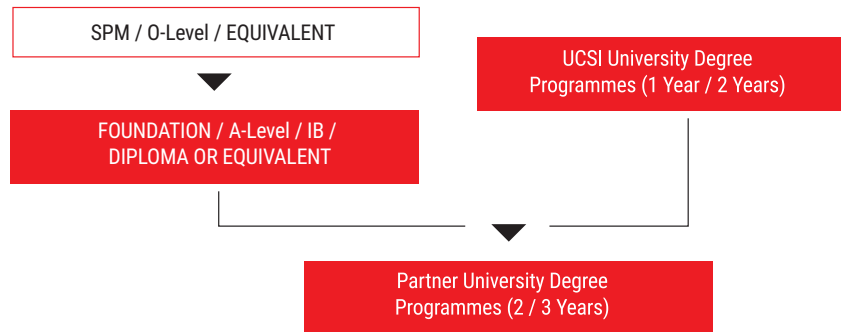 SPM / O-Level / EQUIVALENT
FOUNDATION / A-Level / IB /
DIPLOMA OR EQUIVALENT
UCSI University Degree
Programmes (1 Year / 2 Years)
Partner University Degree
Programmes (2 / 3 Years)